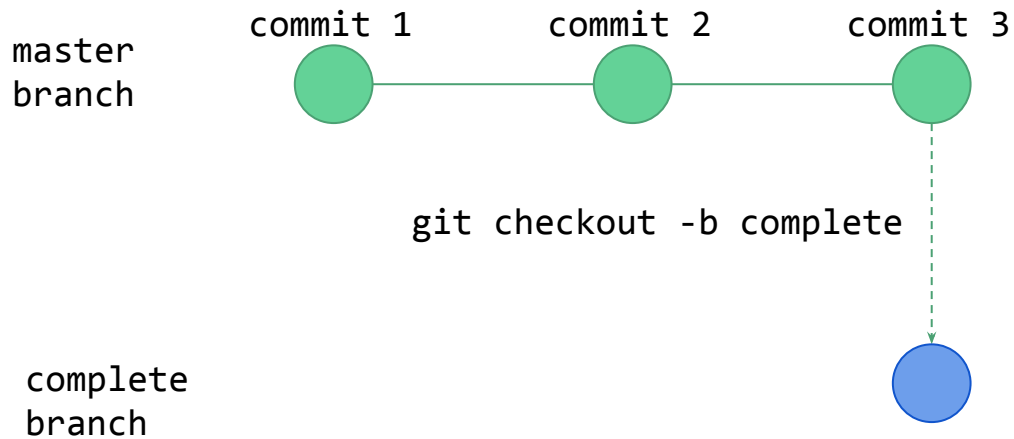 commit 1
commit 2
commit 3
master
branch
git checkout -b complete
complete
branch